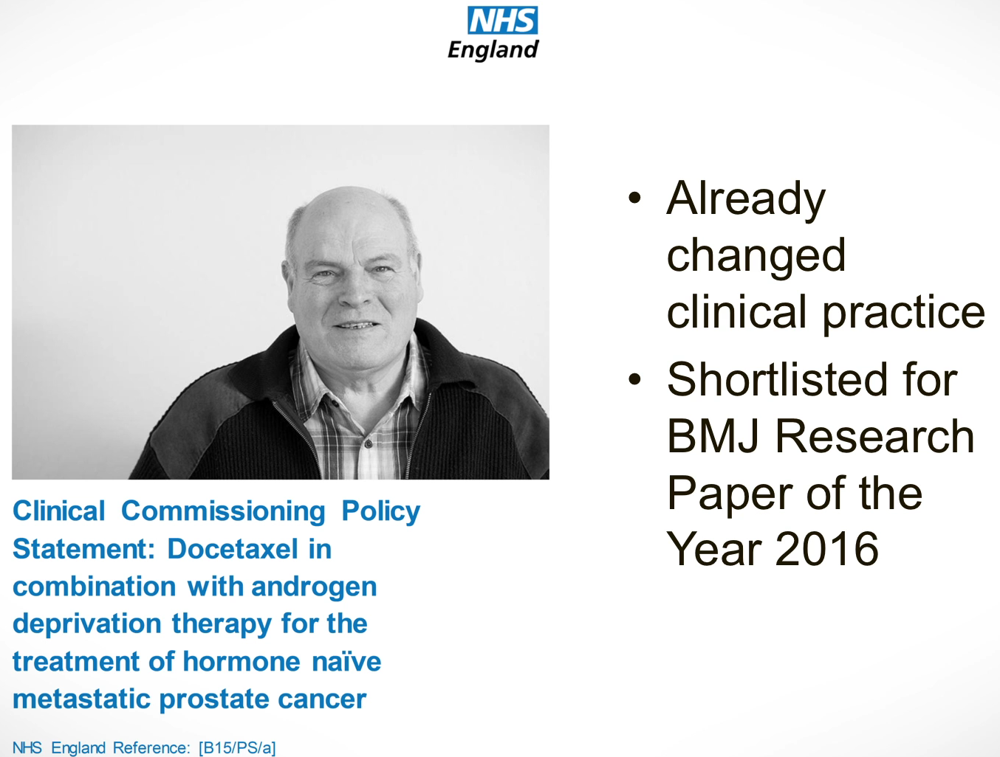 NHS
England
Clinical Commissioning Policy
Statement: Docetaxel in
combination with androgen
deprivation therapy for the
treatment of hormone naïve
metastatic prostate cancer
NHS England Reference: [B15/PS/a]
• Already
changed
clinical practice
• Shortlisted for
BMJ Research
Paper of the
Year 2016